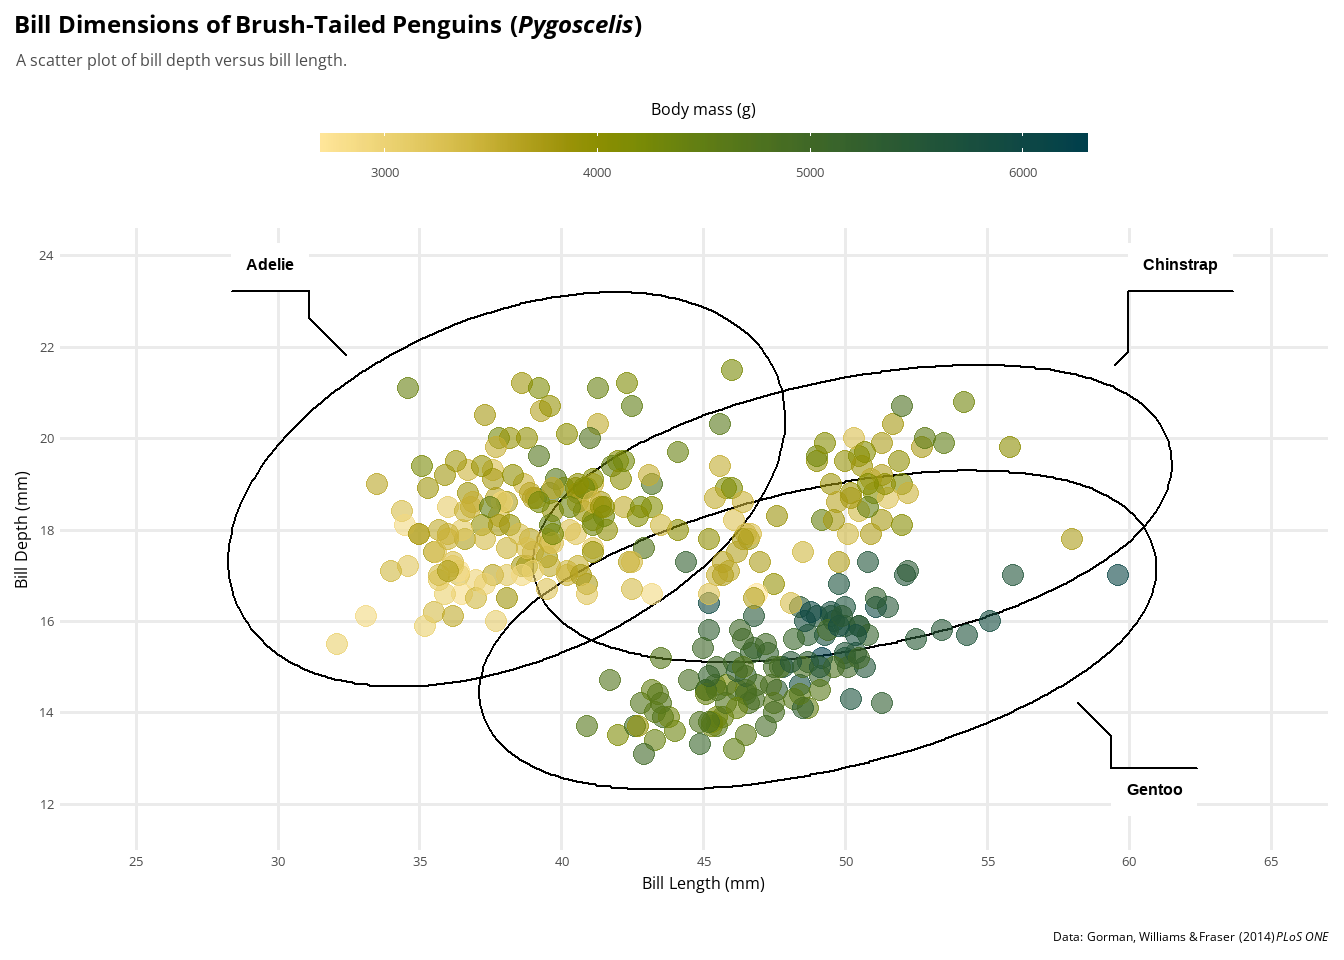 Bill Dimensions of Brush-Tailed Penguins (Pygoscelis)
A scatter plot of bill depth versus bill length.
Body mass (g)
3000 4000 5000 6000
Adelie
Chinstrap
Gentoo
24
22
20
18
16
14
12
Bill Depth (mm)
25 30 35 40 45 50 55 60 65
Bill Length (mm)
Data: Gorman, Williams & Fraser (2014) PLoS ONE